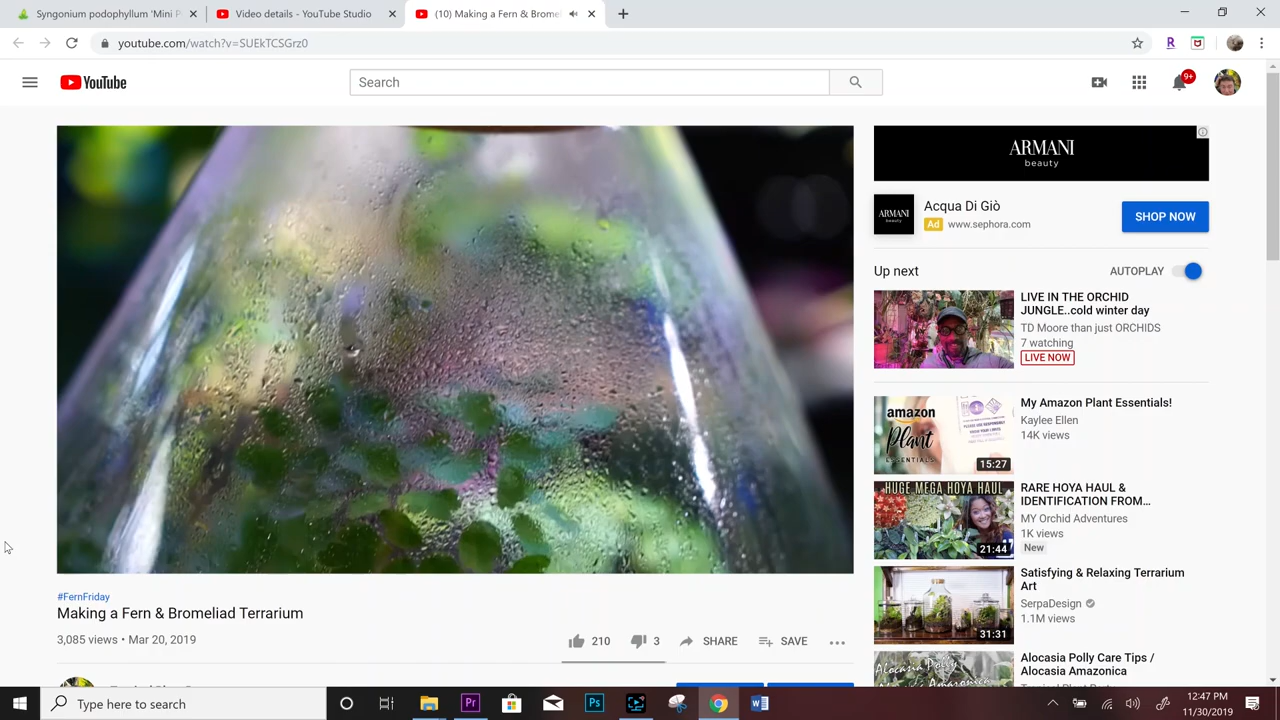 Syngonium podophyllum 'Mini P
Video details - YouTube Studio
(10) Making a Fern & Brome
youtube.com/watch?v=SUEkTCSGrz0
YouTube
Search
9+
ARMANI
beauty
ARMANI
beauty
Acqua Di Giò
Ad www.sephora.com
SHOP NOW
Up next
AUTOPLAY
LIVE IN THE ORCHID
JUNGLE..cold winter day
TD Moore than just ORCHIDS
7 watching
LIVE NOW
amazon
Plant
ESSENTIALS
15:27
My Amazon Plant Essentials!
Kaylee Ellen
14K views
HUGE MEGA HOYA HAUL
21:44
RARE HOYA HAUL &
IDENTIFICATION FROM...
MY Orchid Adventures
1K views
New
31:31
Satisfying & Relaxing Terrarium
Art
SerpaDesign
1.1M views
Alocasia Polly Care Tips /
Alocasia Amazonica
#FernFriday
Making a Fern & Bromeliad Terrarium
3,085 views • Mar 20, 2019
210
3
SHARE
SAVE
Type here to search
12:47 PM
11/30/2019